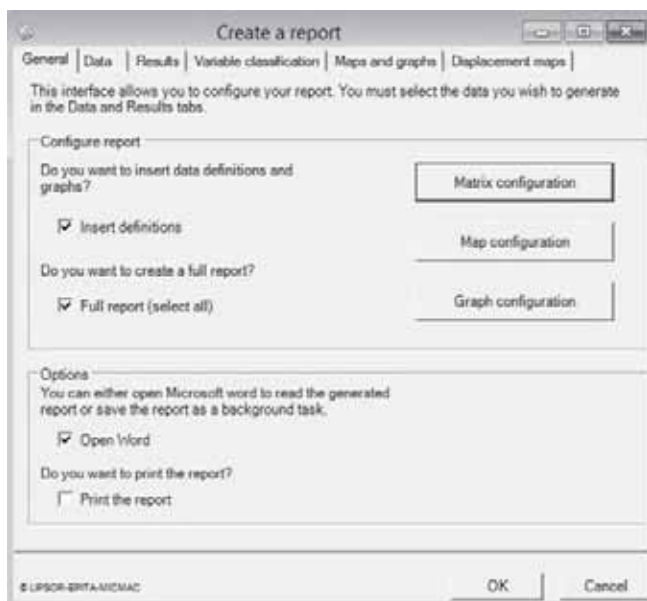 Create a report
General Data Results Variable classification Maps and graphs Displacement maps
This interface allows you to configure your report. You must select the data you wish to generate
in the Data and Results tabs.
Configure report
Do you want to insert data definitions and
graphs?
Matrix configuration
Insert definitions
Map configuration
Do you want to create a full report?
Full report (select all)
Graph configuration
Options
You can either open Microsoft word to read the generated
report or save the report as a background task.
Open Word
Do you want to print the report?
Print the report
© LIPSOR-EPITA-MICMAC
OK Cancel